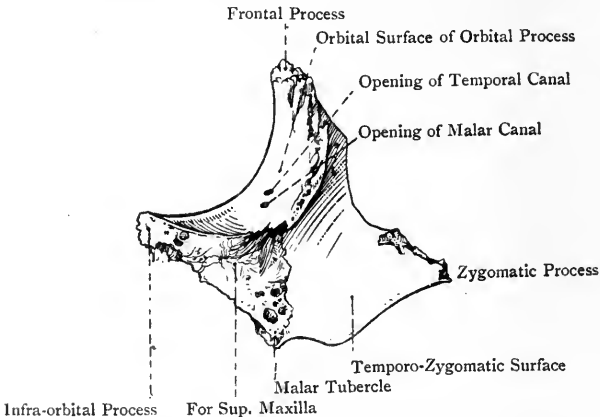 Frontal Process
Orbital Surface of Orbital Process
Opening of Temporal Canal
Opening of Malar Canal
Zygomatic Process
Temporo-Zygomatic Surface
Malar Tubercle
Infra-orbital Process
For Sup. Maxilla